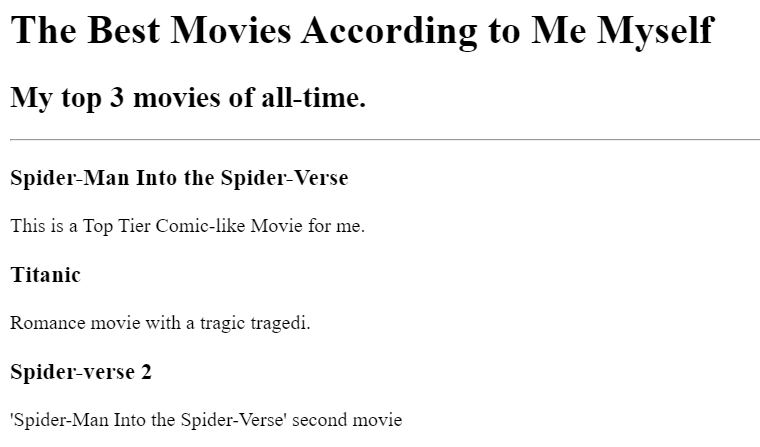 The Best Movies According to Me Myself
My top 3 movies of all-time.
Spider-Man Into the Spider-Verse
This is a Top Tier Comic-like Movie for me.
Titanic
Romance movie with a tragic tragedi.
Spider-verse 2
'Spider-Man Into the Spider-Verse' second movie